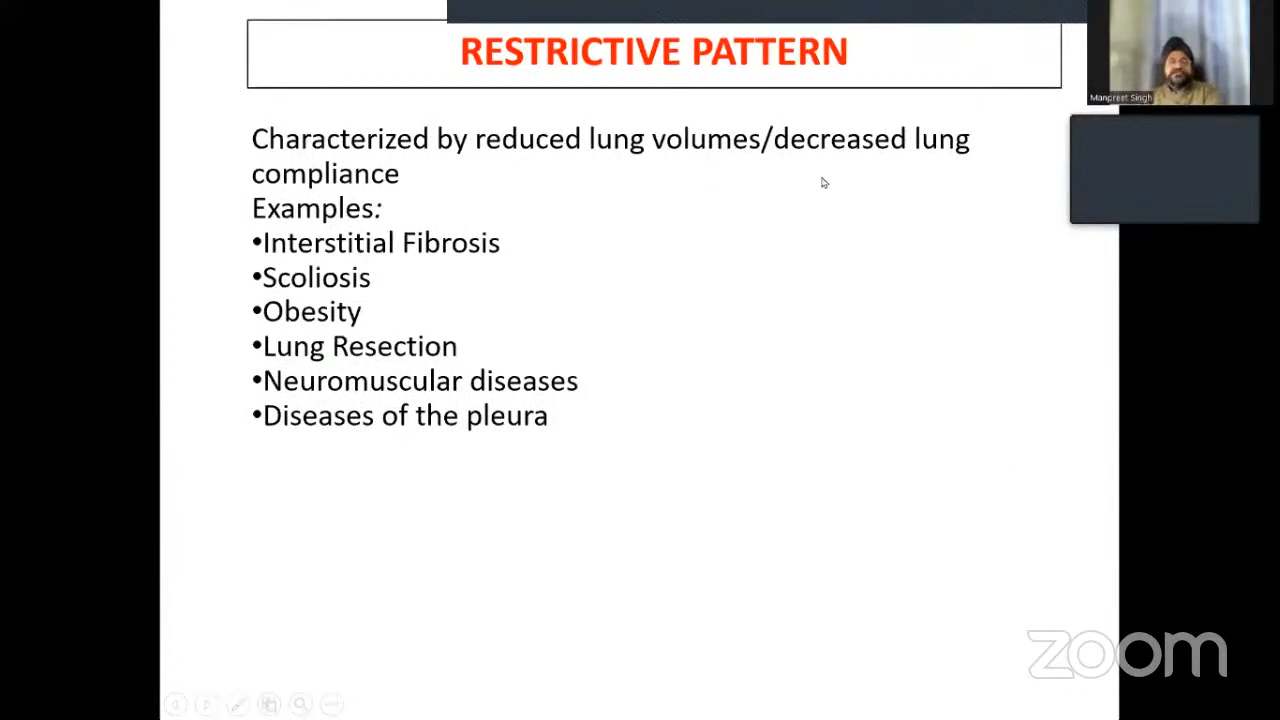 RESTRICTIVE PATTERN
Manpreet Singh
Characterized by reduced lung volumes/decreased lung
compliance
Examples:
•Interstitial Fibrosis
•Scoliosis
•Obesity
•Lung Resection
•Neuromuscular diseases
•Diseases of the pleura
zoom